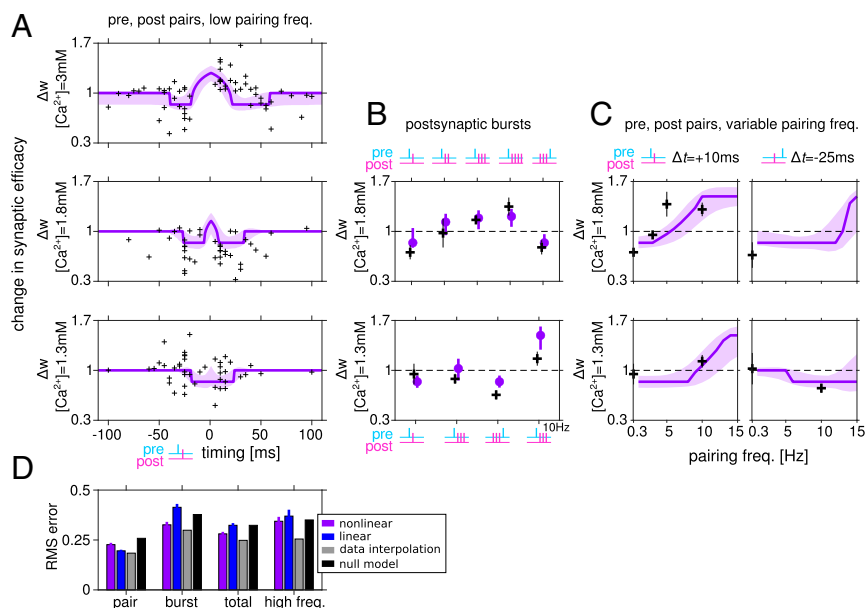 A
pre, post pairs, low pairing freq.
change in synaptic efficacy
Δw
[Ca²⁺]=3mM
1.7
1
0.3
Δw
[Ca²⁺]=1.8mM
1.7
1
0.3
Δw
[Ca²⁺]=1.3mM
1.7
1
0.3
-100 -50 0 50 100
pre
post
timing [ms]
B
postsynaptic bursts
pre
post
Δw
[Ca²⁺]=1.8mM
1.7
1
0.3
Δw
[Ca²⁺]=1.3mM
1.7
1
0.3
10Hz
pre
post
C
pre, post pairs, variable pairing freq.
pre
post
Δt=+10ms
Δt=-25ms
Δw
[Ca²⁺]=1.8mM
1.7
1
0.3
Δw
[Ca²⁺]=1.3mM
1.7
1
0.3
0.3 5 10 15 0.3 5 10 15
pairing freq. [Hz]
D
RMS error
0.5
0.25
0
nonlinear
linear
data interpolation
null model
pair burst total high freq.